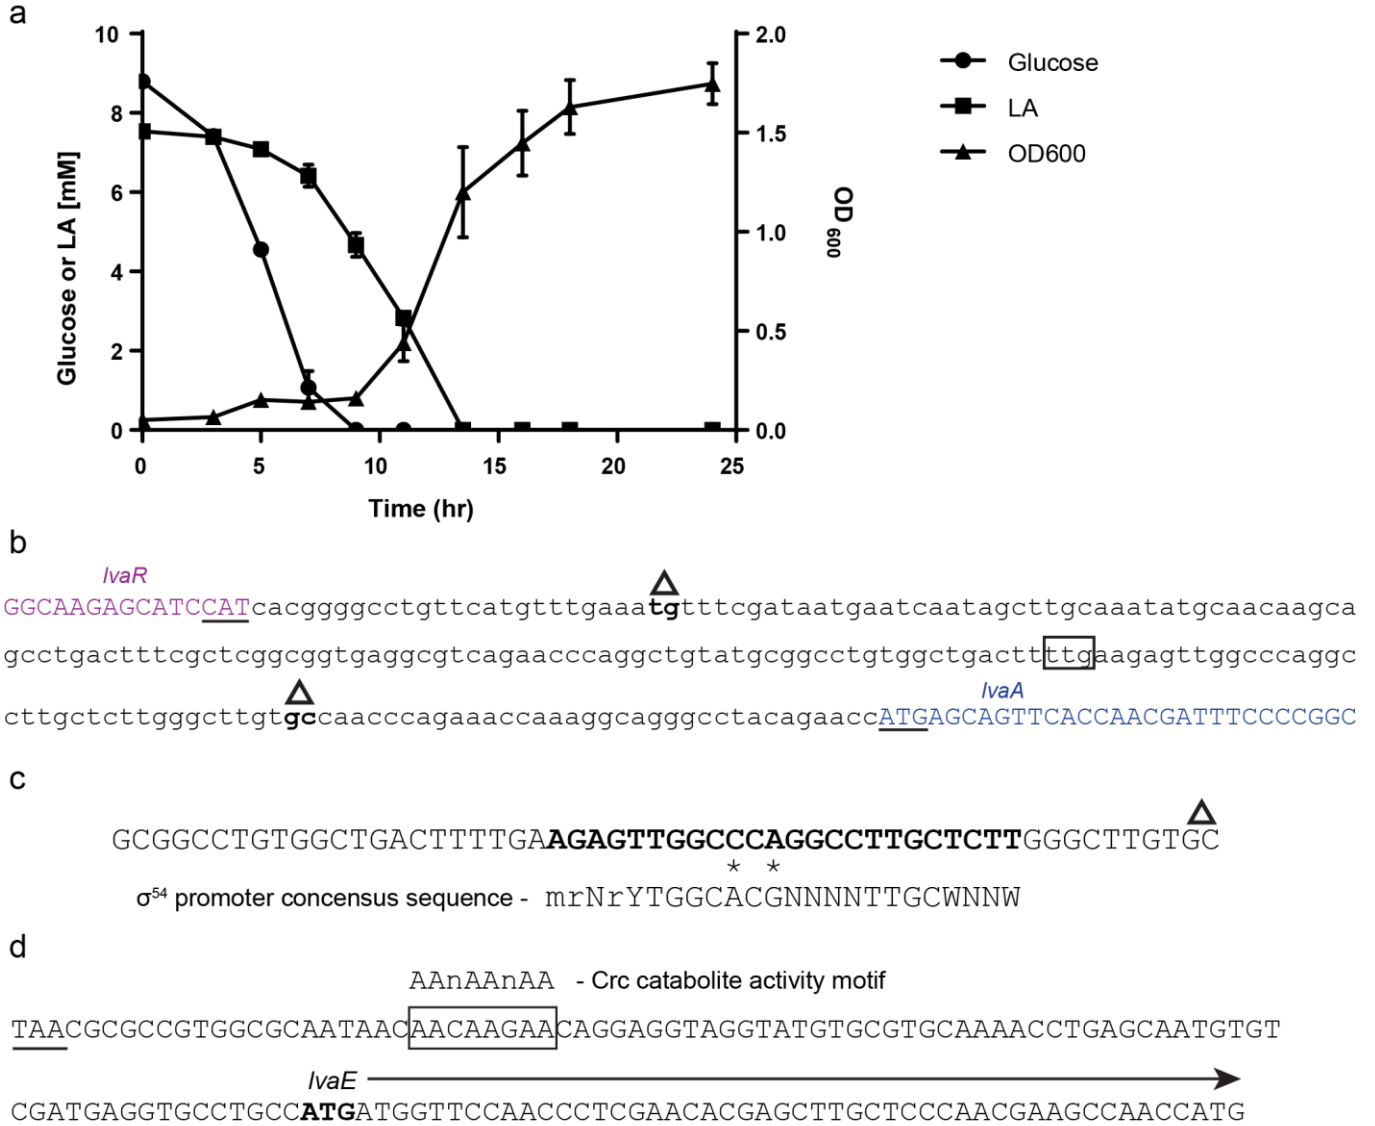 a
10
8
6
4
2
0
Glucose or LA [mM]
2.0
1.5
1.0
0.5
0.0
OD600
0 5 10 15 20 25
Time (hr)
Glucose
LA
OD600
b
lvaR
GGCAAGAGCATCCATcacggggcctgttcatgtttgaaatgtttcgataatgaatcaatagcttgcaaatatgcaacaagca
gcctgactttcgctcggcggtgaggcgtcagaacccaggctgtatgcggcctgtggctgacttttgaagagttggcccaggc
lvaA
cttgctcttgggcttgtgccaacccagaaaccaaaggcagggcctacagaaccATGAGCAGTTCACCAACGATTTCCCCGGC
c
GCGGCCTGTGGCTGACTTTTGAAGAGTTGGCCCAGGCCTTGCTCTTGGGCTTGTGC
* *
σ54 promoter concensus sequence - mrNrYTGGCACGNNNNTTGCWNNW
d
AAnAAnAA - Crc catabolite activity motif
TAACGCGCCGTGGCGCAATAACAACAAGAACAGGAGGTAGGTATGTGCGTGCAAAACCTGAGCAATGTGT
lvaE
CGATGAGGTGCCTGCCATGATGGTTCCAACCCTCGAACACGAGCTTGCTCCCAACGAAGCCAACCATG